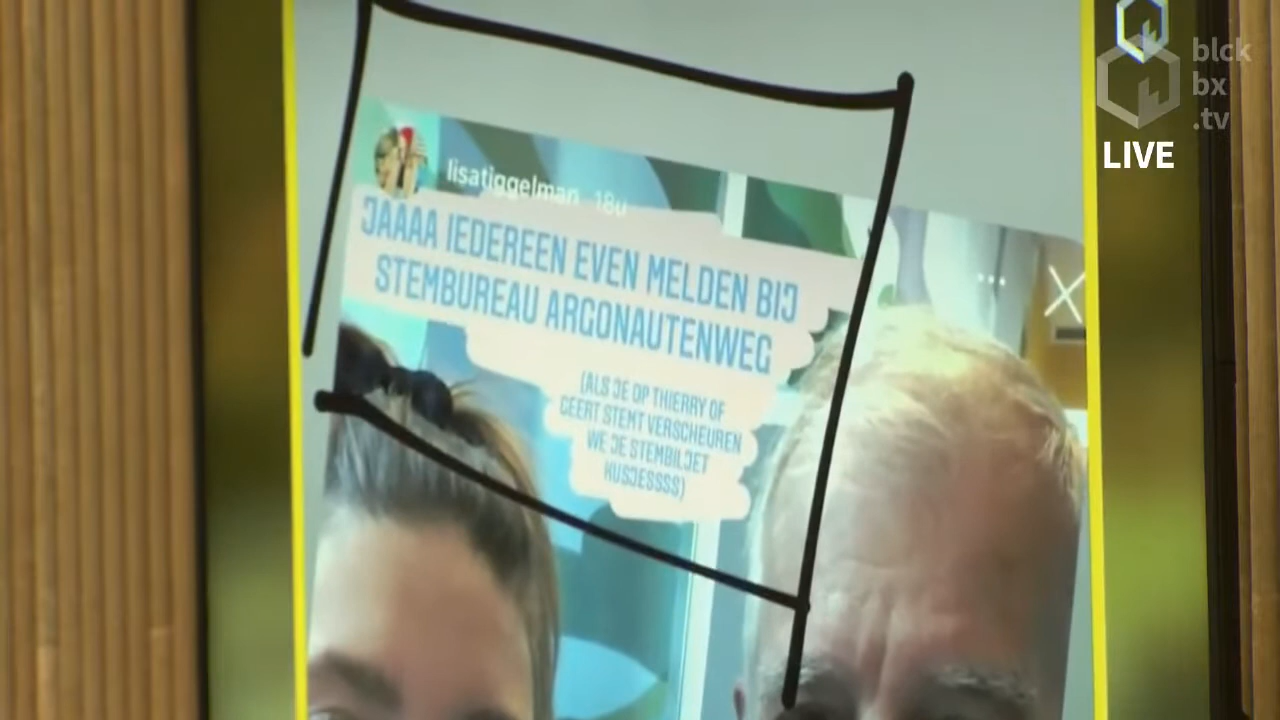 blck
bx
.tv
LIVE
lisatiggelman 18u
JAAAA IEDEREEN EVEN MELDEN BIJ
STEMBUREAU ARGONAUTENWEG
(ALS JE OP THIERRY OF
GEERT STEMT VERSCHEUREN
WE JE STEMBILJET
KUSJESSSS)